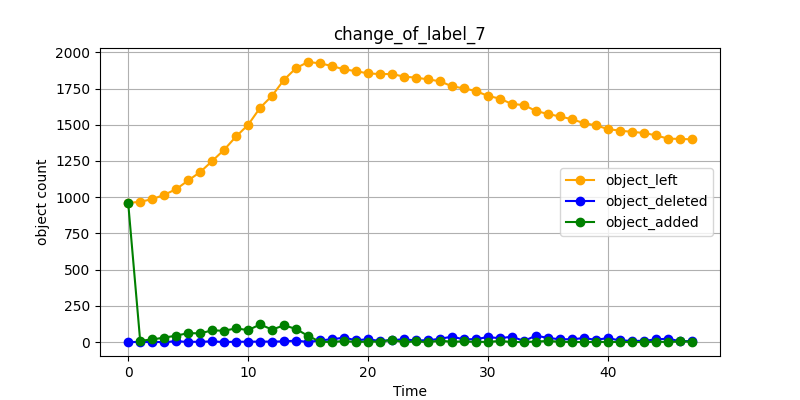 change_of_label_7
2000
1750
1500
1250
1000
750
500
250
0
object count
object_left
object_deleted
object_added
0 10 20 30 40
Time